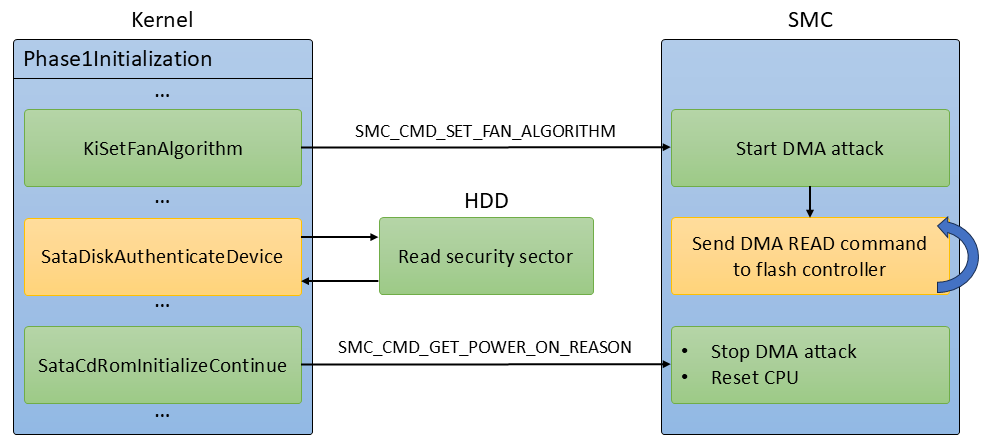 Kernel
SMC
Phase1Initialization
...
KiSetFanAlgorithm
SMC_CMD_SET_FAN_ALGORITHM
Start DMA attack
...
HDD
SataDiskAuthenticateDevice
Read security sector
Send DMA READ command
to flash controller
...
SataCdRomInitializeContinue
SMC_CMD_GET_POWER_ON_REASON
• Stop DMA attack
• Reset CPU
...